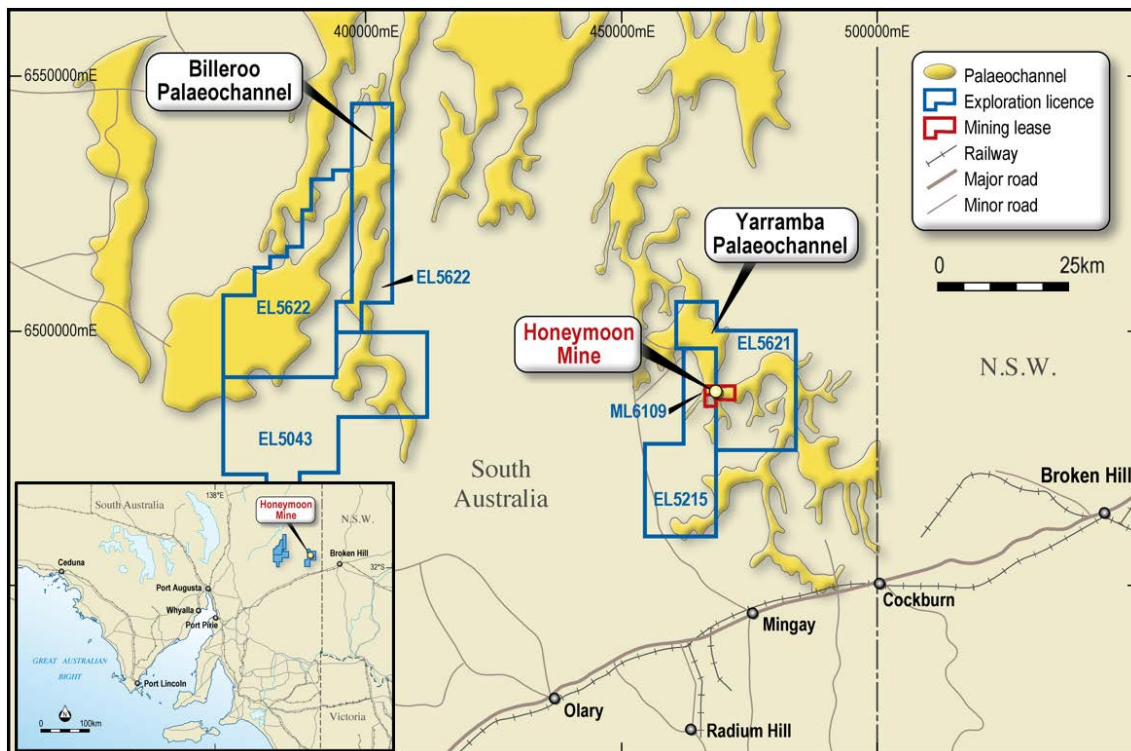 400000mE
450000mE
500000mE
6550000mE
6500000mE
Billeroo
Palaeochannel
Palaeochannel
Exploration licence
Mining lease
Railway
Major road
Minor road
0
25km
Yarramba
Palaeochannel
EL5622
EL5622
Honeymoon
Mine
EL5621
N.S.W.
ML6109
EL5043
South
Australia
EL5215
Broken Hill
Cockburn
Mingay
Olary
Radium Hill
138°E
South Australia
Honeymoon
Mine
N.S.W.
Broken Hill
32°S
Ceduna
Port Augusta
Whyalla
Port Pirie
GREAT AUSTRALIAN
BIGHT
Port Lincoln
N
0
100km
Victoria